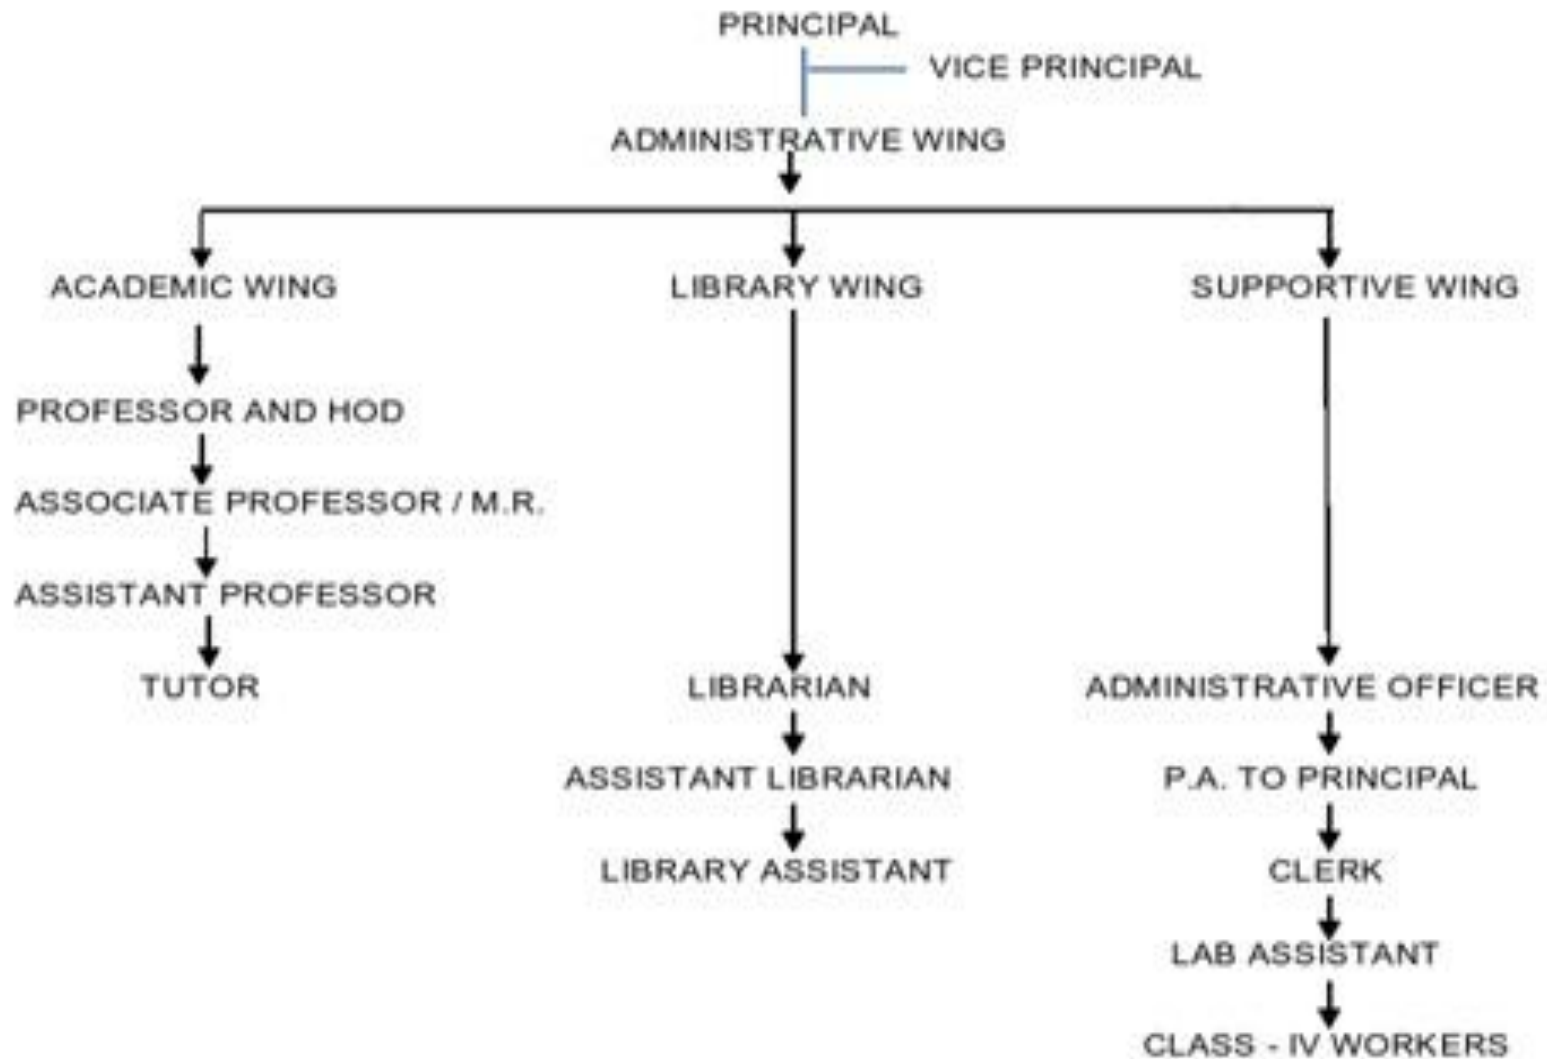 PRINCIPAL
VICE PRINCIPAL
ADMINISTRATIVE WING
ACADEMIC WING
PROFESSOR AND HOD
ASSOCIATE PROFESSOR / M.R.
ASSISTANT PROFESSOR
TUTOR
LIBRARY WING
LIBRARIAN
ASSISTANT LIBRARIAN
LIBRARY ASSISTANT
SUPPORTIVE WING
ADMINISTRATIVE OFFICER
P.A. TO PRINCIPAL
CLERK
LAB ASSISTANT
CLASS - IV WORKERS